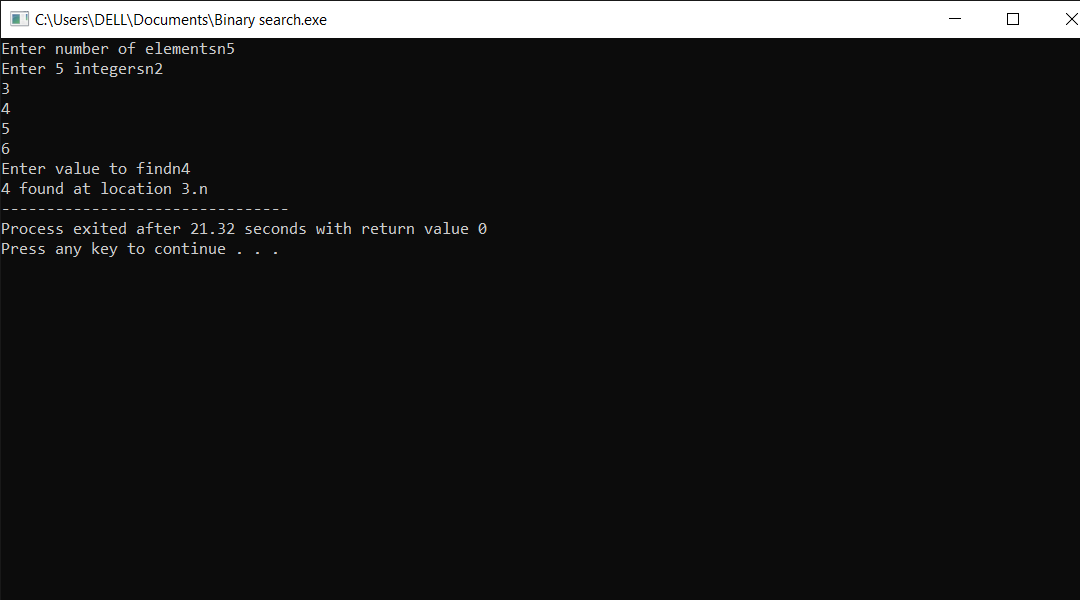 C:\Users\DELL\Documents\Binary search.exe
Enter number of elementsn5
Enter 5 integersn2
3
4
5
6
Enter value to findn4
4 found at location 3.n
--------------------------------
Process exited after 21.32 seconds with return value 0
Press any key to continue . . .